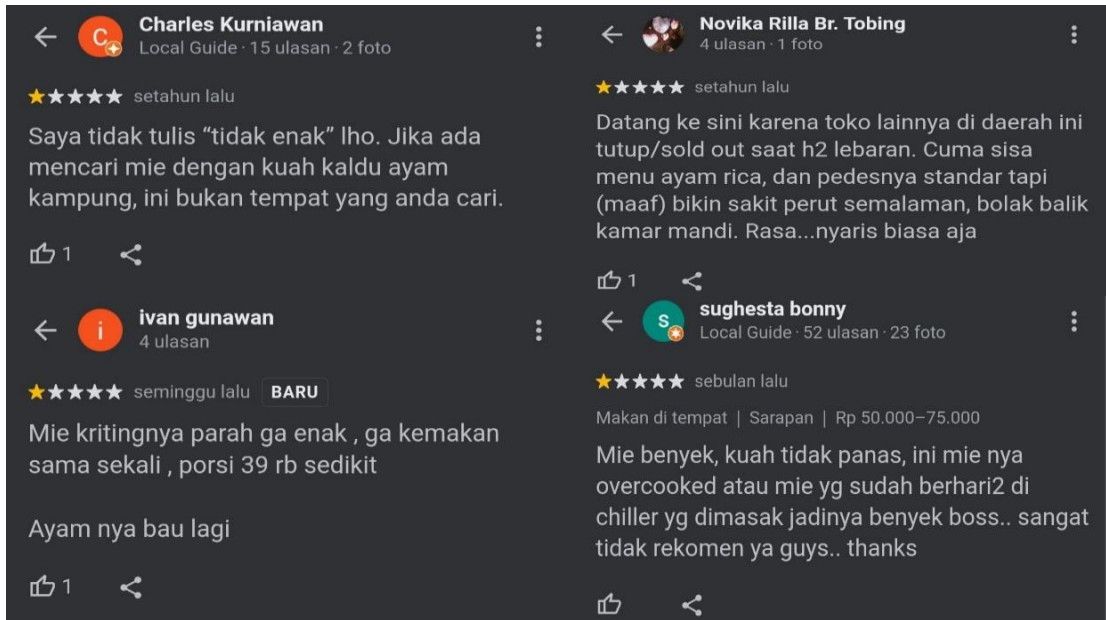 Charles Kurniawan
Local Guide · 15 ulasan · 2 foto
setahun lalu
Saya tidak tulis “tidak enak” lho. Jika ada
mencari mie dengan kuah kaldu ayam
kampung, ini bukan tempat yang anda cari.
1
Novika Rilla Br. Tobing
4 ulasan · 1 foto
setahun lalu
Datang ke sini karena toko lainnya di daerah ini
tutup/sold out saat h2 lebaran. Cuma sisa
menu ayam rica, dan pedesnya standar tapi
(maaf) bikin sakit perut semalaman, bolak balik
kamar mandi. Rasa...nyaris biasa aja
1
i
ivan gunawan
4 ulasan
seminggu lalu BARU
Mie kritingnya parah ga enak , ga kemakan
sama sekali , porsi 39 rb sedikit
Ayam nya bau lagi
1
s
sughesta bonny
Local Guide · 52 ulasan · 23 foto
sebulan lalu
Makan di tempat | Sarapan | Rp 50.000–75.000
Mie benyek, kuah tidak panas, ini mie nya
overcooked atau mie yg sudah berhari2 di
chiller yg dimasak jadinya benyek boss.. sangat
tidak rekomen ya guys.. thanks